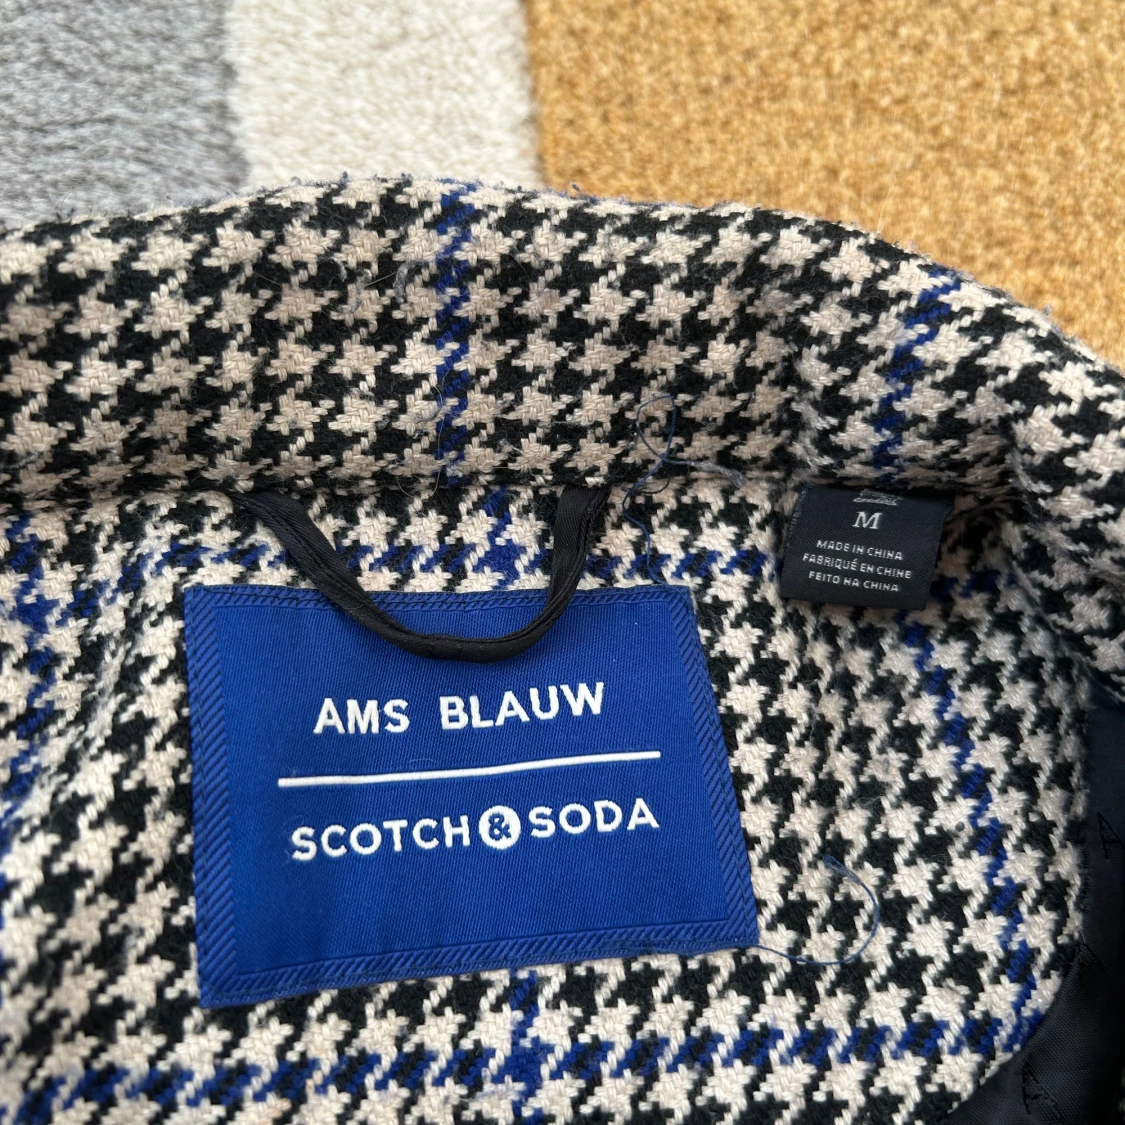 AMS BLAUW
SCOTCH & SODA
M
MADE IN CHINA
FABRIQUÉ EN CHINE
FEITO NA CHINA